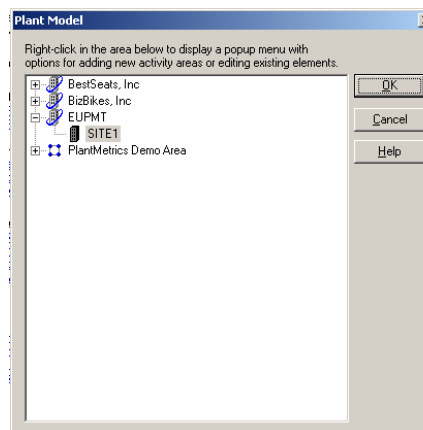 Plant Model
Right-click in the area below to display a popup menu with
options for adding new activity areas or editing existing elements.
BestSeats, Inc
OK
BizBikes, Inc
EUPMT
Cancel
SITE1
PlantMetrics Demo Area
Help